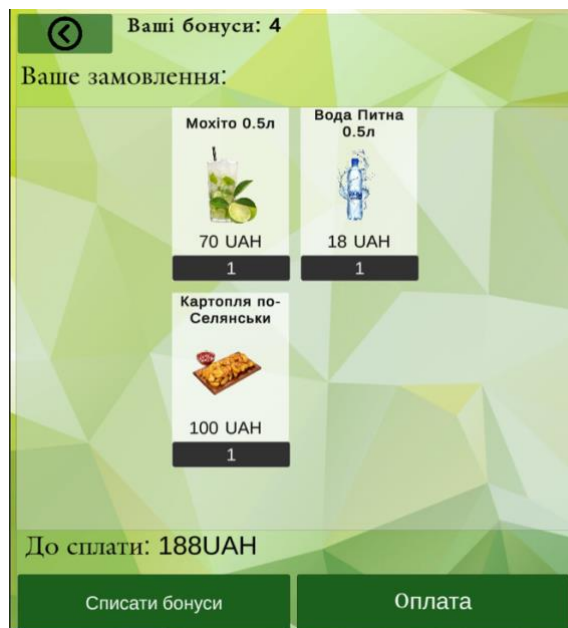 Ваші бонуси: 4
Ваше замовлення:
Мохіто 0.5л
70 UAH
1
Вода Питна
0.5л
18 UAH
1
Картопля по-
Селянськи
100 UAH
1
До сплати: 188UAH
Списати бонуси
Оплата